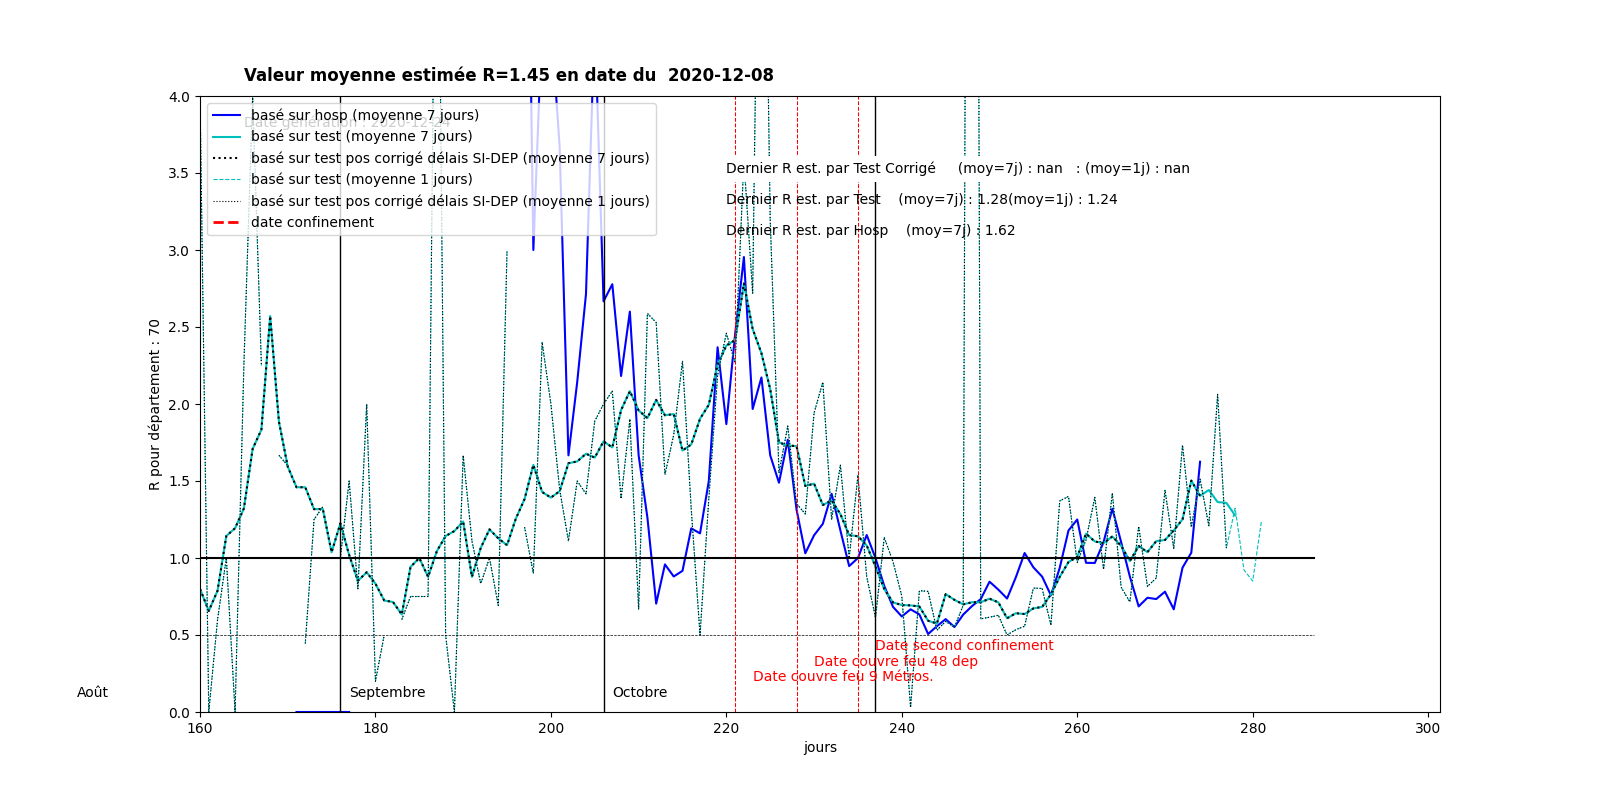 Valeur moyenne estimée R=1.45 en date du  2020-12-08
4.0
3.5
3.0
2.5
2.0
1.5
1.0
0.5
0.0
R pour département : 70
basé sur hosp (moyenne 7 jours)
Date génération : 2020-12-24
basé sur test (moyenne 7 jours)
basé sur test pos corrigé délais SI-DEP (moyenne 7 jours)
basé sur test (moyenne 1 jours)
basé sur test pos corrigé délais SI-DEP (moyenne 1 jours)
date confinement
Dernier R est. par Test Corrigé     (moy=7j) : nan   : (moy=1j) : nan
Dernier R est. par Test    (moy=7j) : 1.28(moy=1j) : 1.24
Dernier R est. par Hosp    (moy=7j) : 1.62
Date second confinement
Date couvre feu 48 dep
Date couvre feu 9 Métros.
Août
Septembre
Octobre
160 180 200 220 240 260 280 300
jours